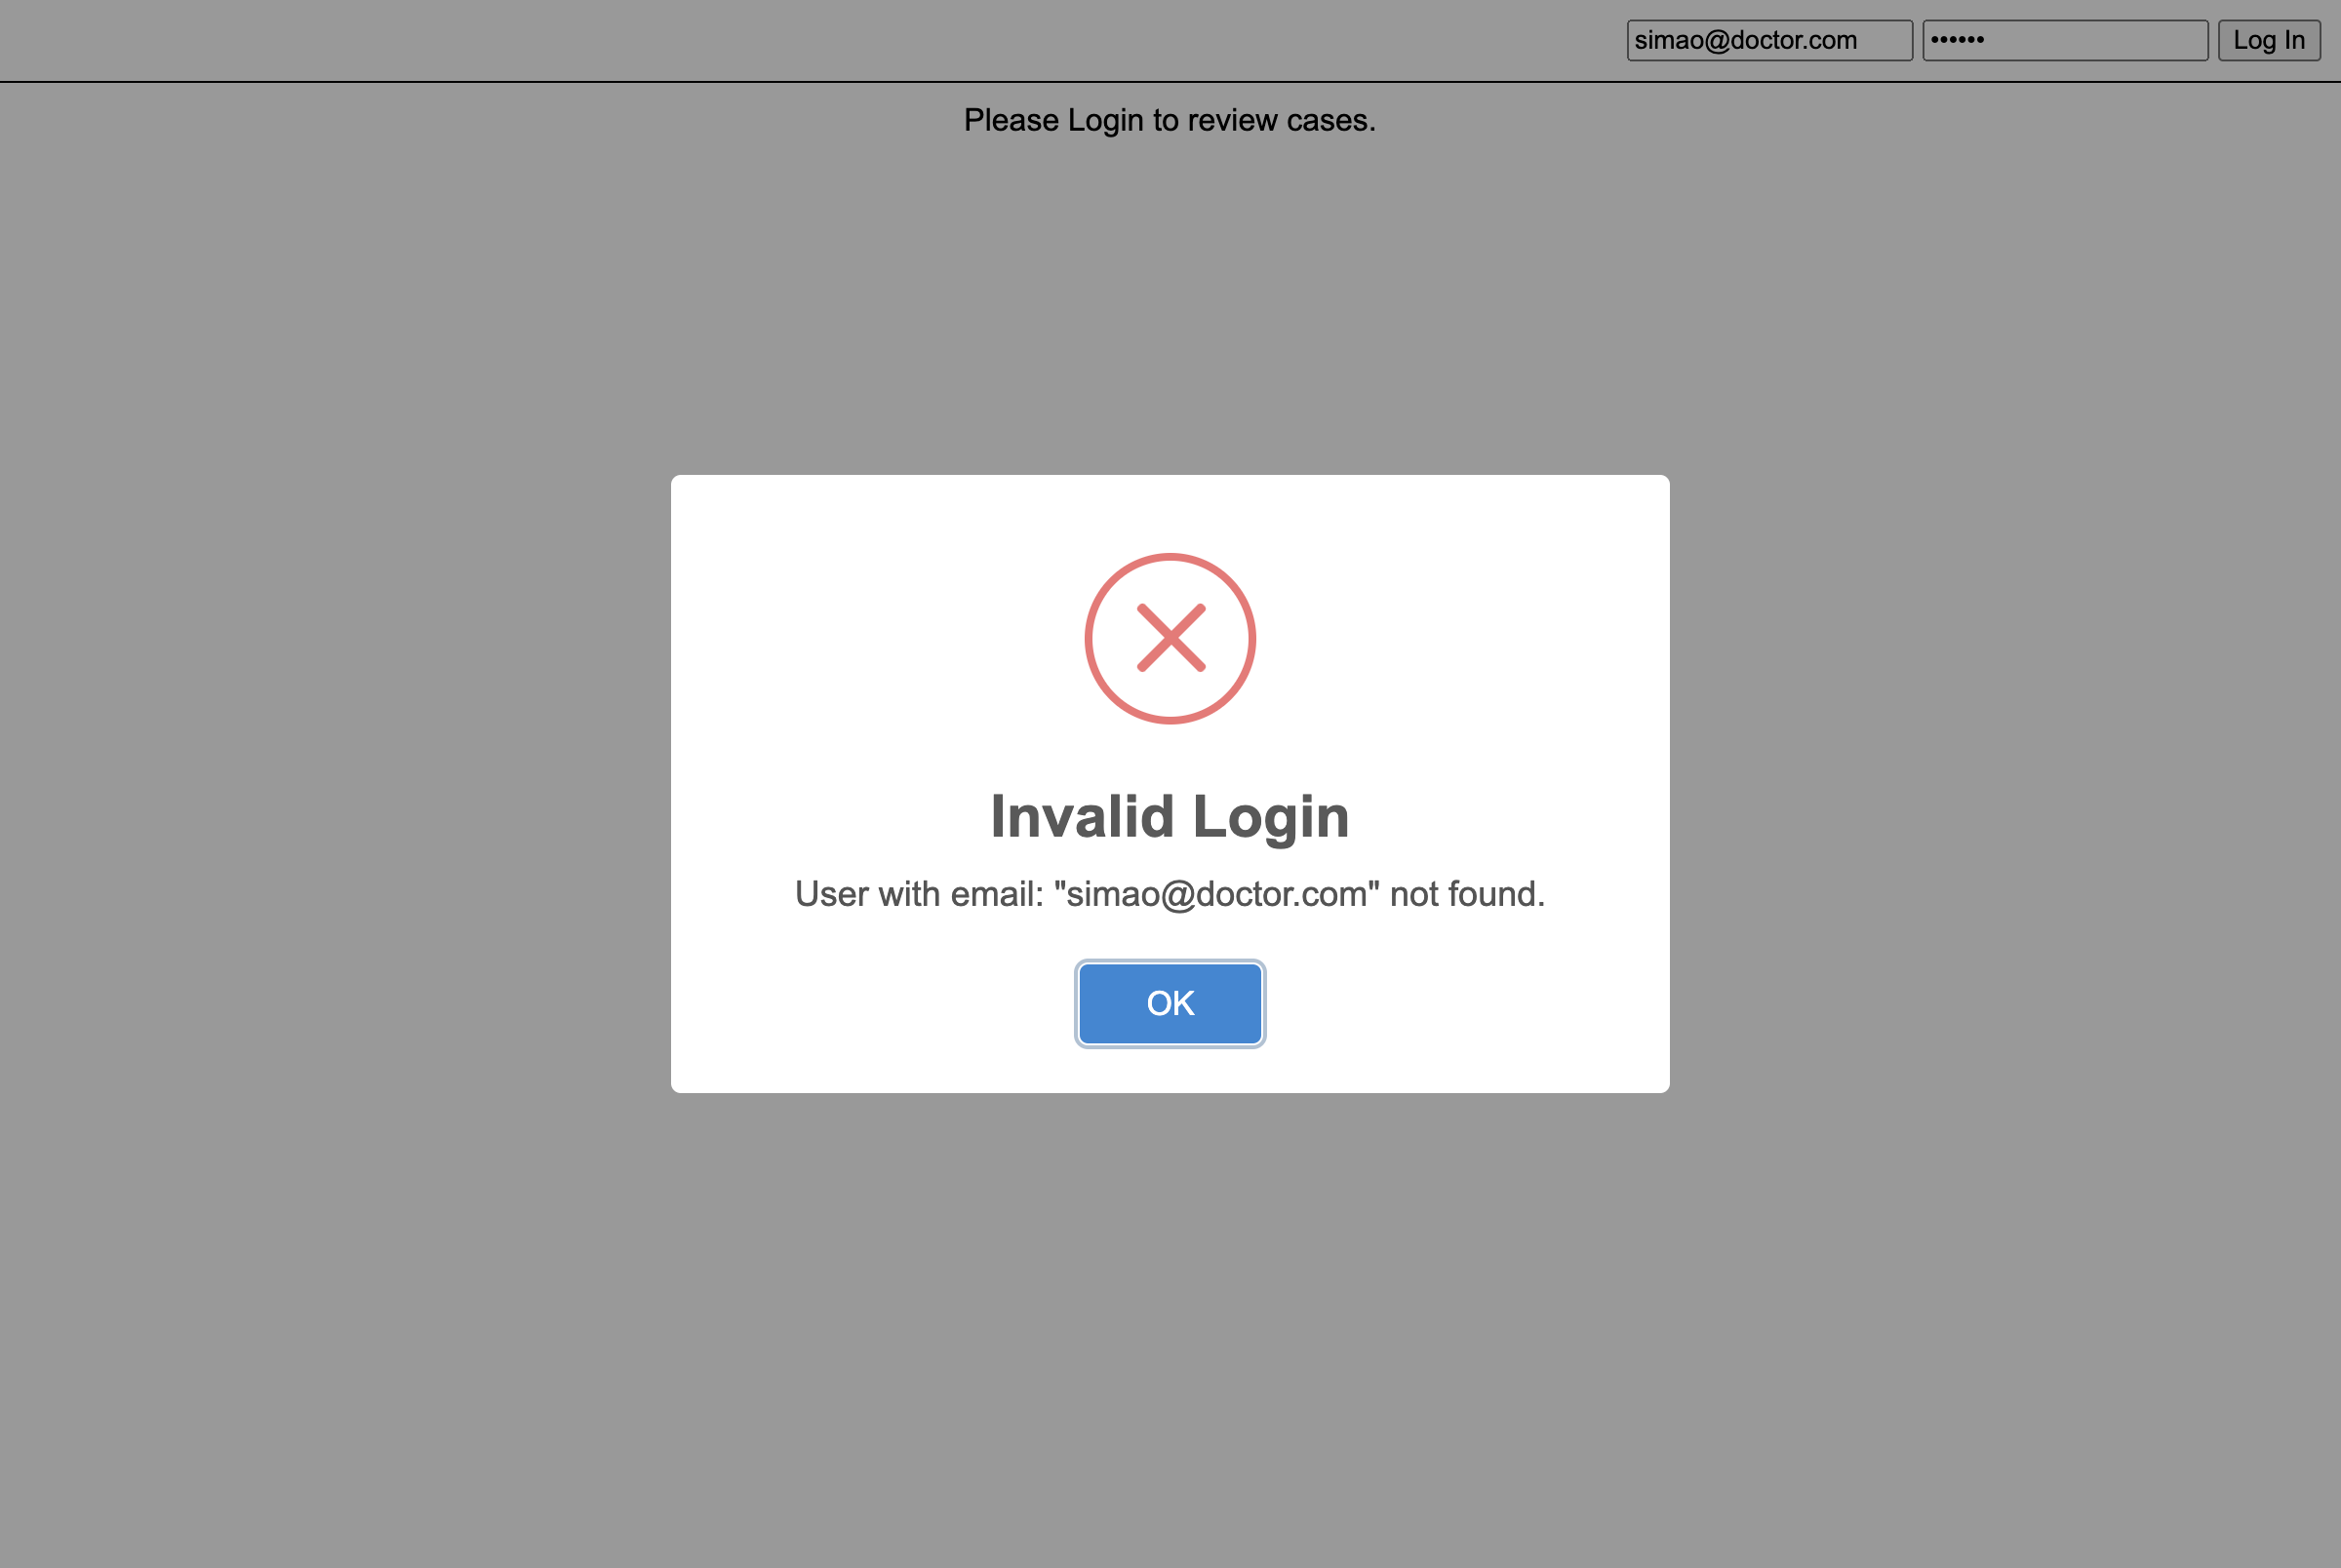 simao@doctor.com •••••• Log In
Please Login to review cases.
Invalid Login
User with email: "simao@doctor.com" not found.
OK